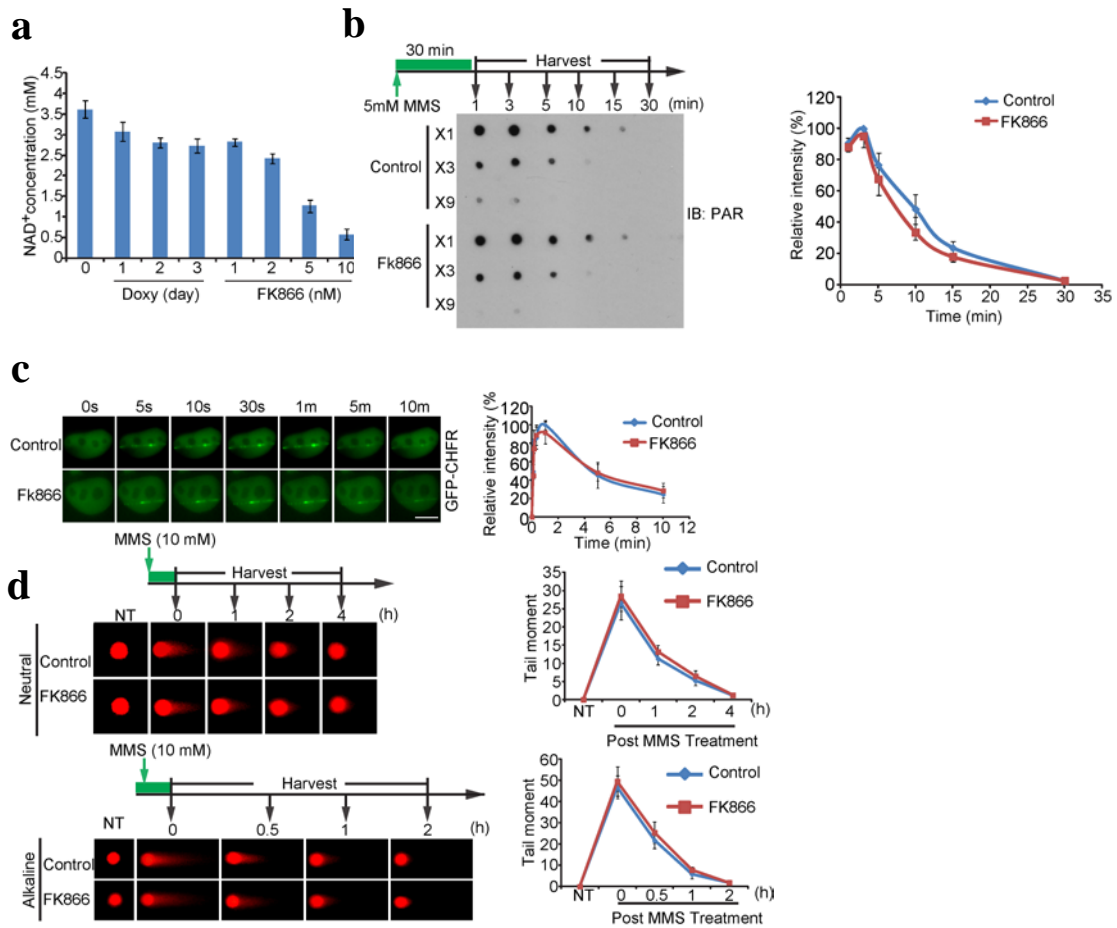 a
NAD+concentration (mM)
4.5
4
3.5
3
2.5
2
1.5
1
0.5
0
0 1 2 3 1 2 5 10
Doxy (day) FK866 (nM)
b
30 min
Harvest
5mM MMS 1 3 5 10 15 30 (min)
Control
X1
X3
X9
Fk866
X1
X3
X9
IB: PAR
Relative intensity (%)
120
100
80
60
40
20
0
0 5 10 15 20 25 30 35
Time (min)
Control
FK866
c
0s 5s 10s 30s 1m 5m 10m
Control
Fk866
GFP-CHFR
Relative intensity (%
120
100
80
60
40
20
0
0 2 4 6 8 10 12
Time (min)
Control
FK866
d
MMS (10 mM)
Harvest
NT 0 1 2 4 (h)
Neutral
Control
FK866
Tail moment
35
30
25
20
15
10
5
0
NT 0 1 2 4 (h)
Post MMS Treatment
Control
FK866
MMS (10 mM)
Harvest
NT 0 0.5 1 2 (h)
Alkaline
Control
FK866
Tail moment
60
50
40
30
20
10
0
NT 0 0.5 1 2 (h)
Post MMS Treatment
Control
FK866